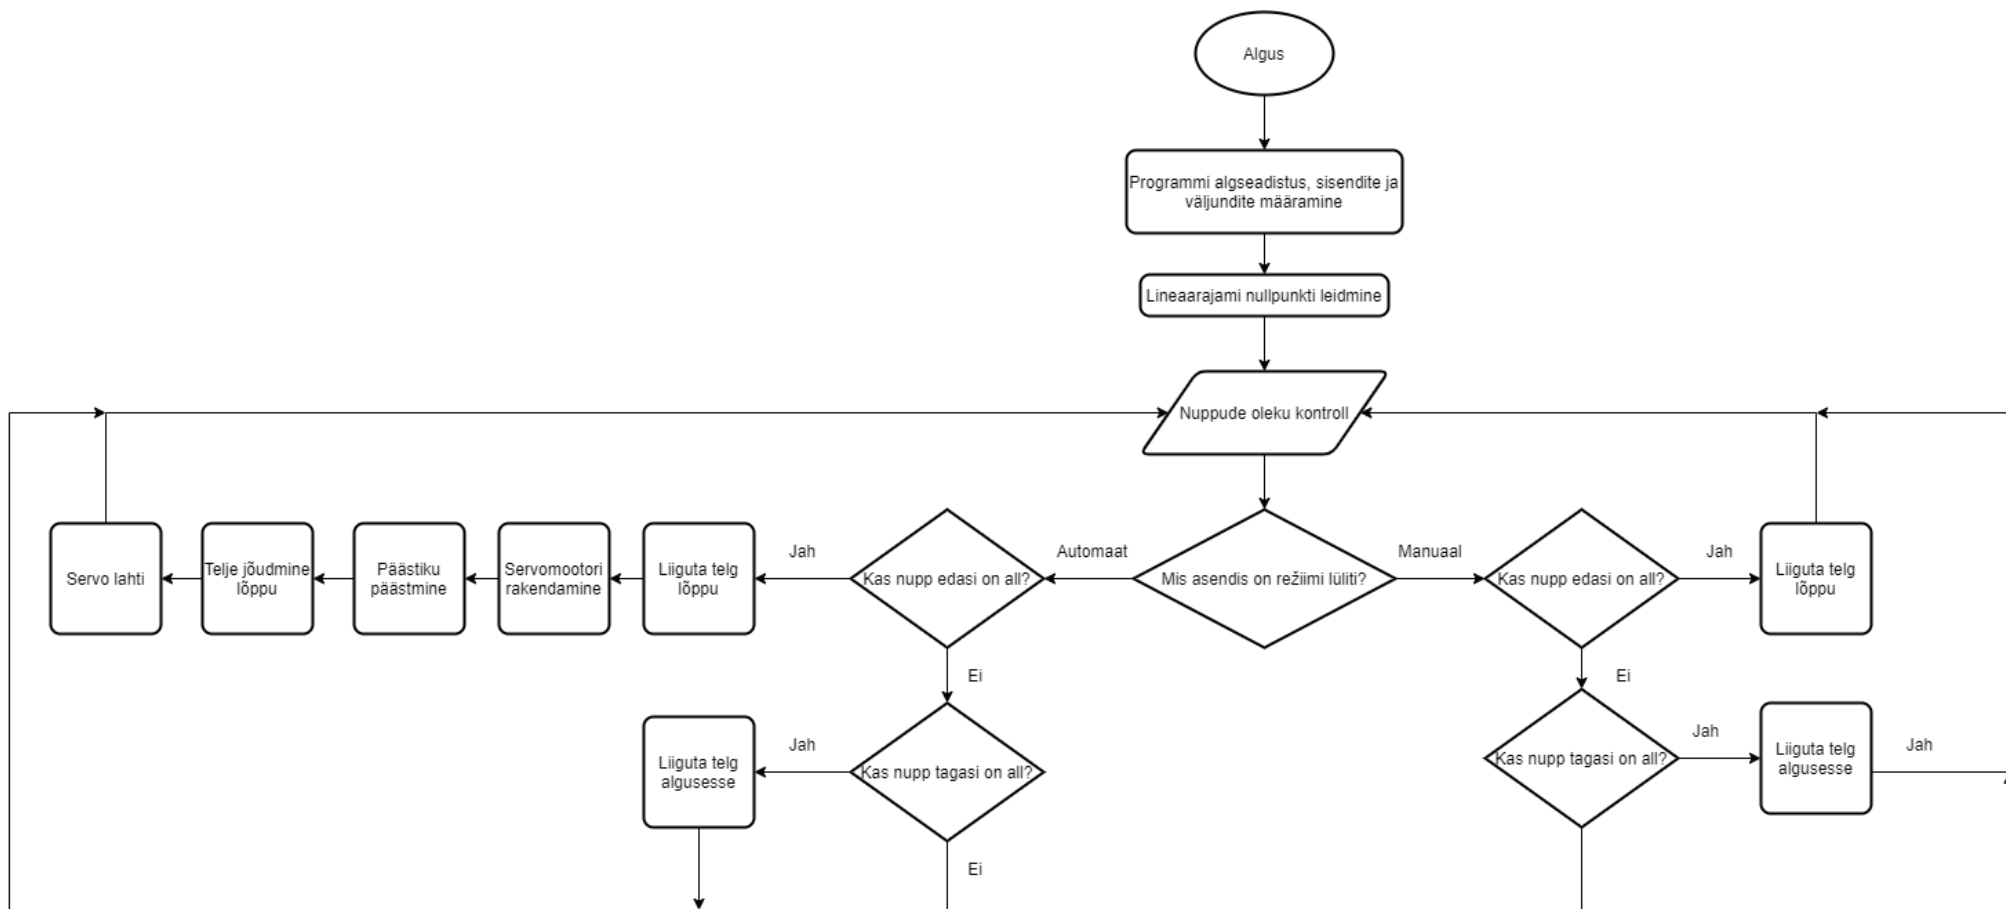 Algus
Programmi algseadistus, sisendite ja
väljundite määramine
Lineaarajami nullpunkti leidmine
Nuppude oleku kontroll
Servo lahti
Telje jõudmine
lõppu
Päästiku
päästmine
Servomootori
rakendamine
Liiguta telg
lõppu
Jah
Kas nupp edasi on all?
Automaat
Mis asendis on režiimi lüliti?
Manuaal
Kas nupp edasi on all?
Jah
Liiguta telg
lõppu
Ei
Ei
Liiguta telg
algusesse
Jah
Kas nupp tagasi on all?
Kas nupp tagasi on all?
Jah
Liiguta telg
algusesse
Jah
Ei